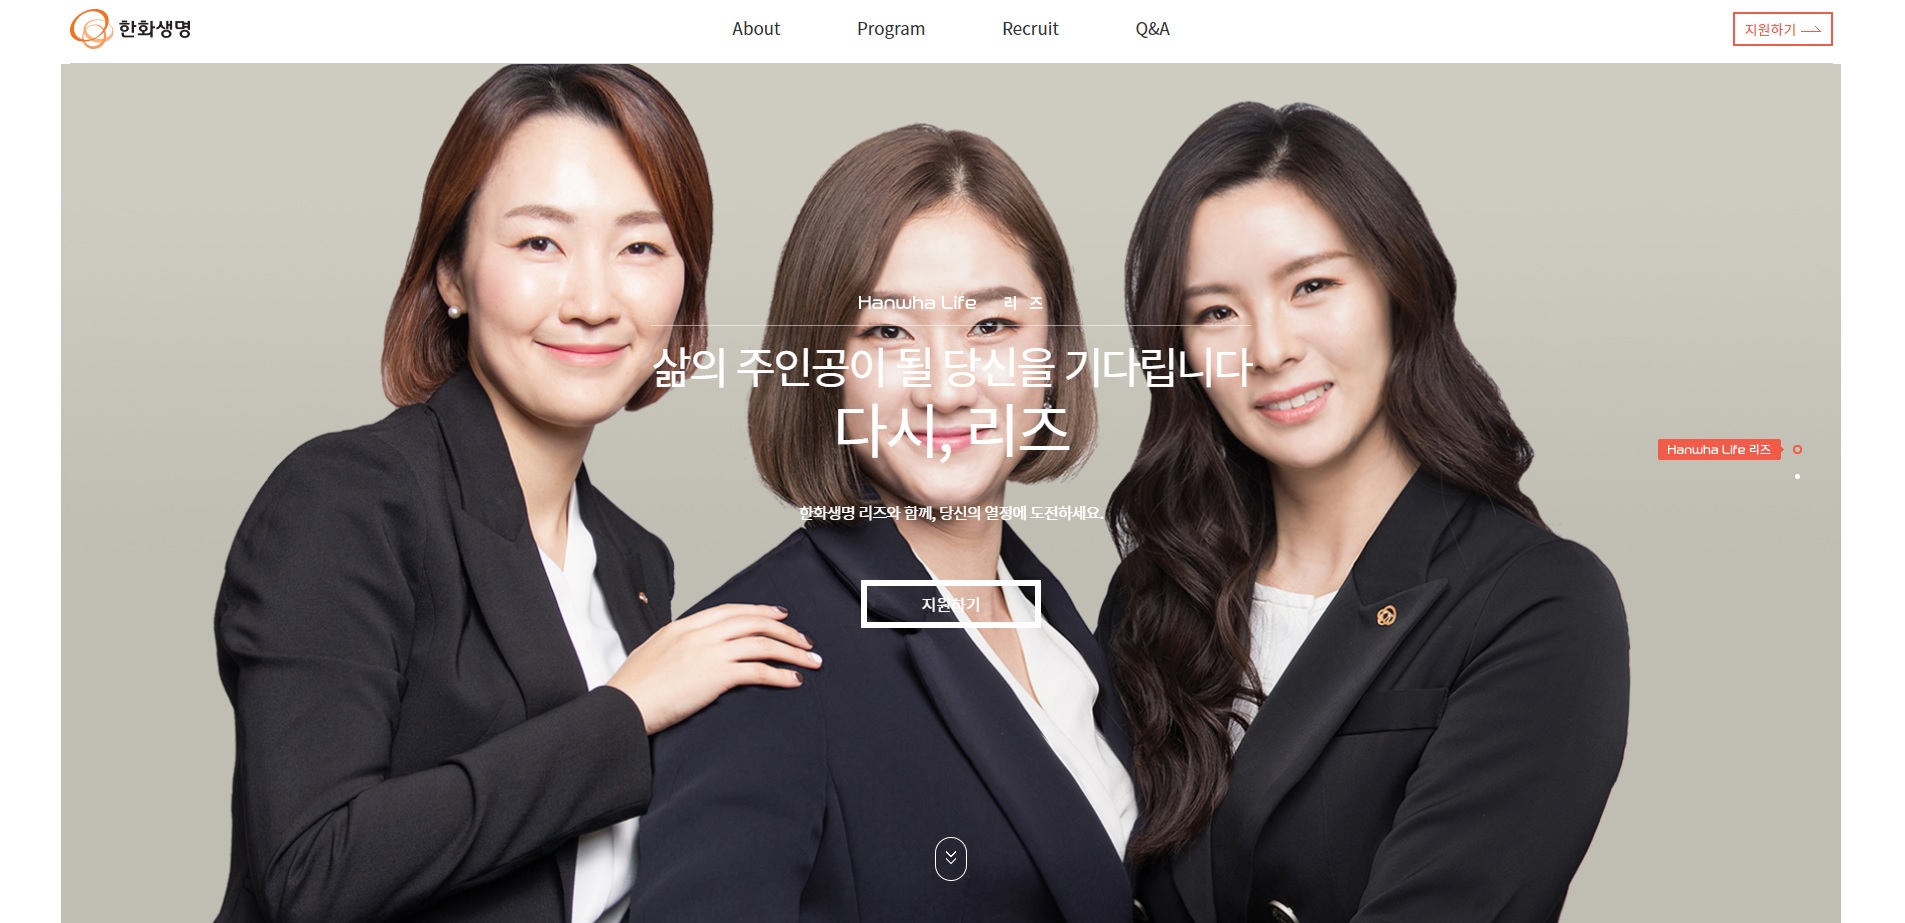 한화생명
About
Program
Recruit
Q&A
지원하기
Hanwha Life 리즈
삶의 주인공이 될 당신을 기다립니다
다시, 리즈
한화생명 리즈와 함께, 당신의 열정에 도전하세요.
지원하기
Hanwha Life 리즈